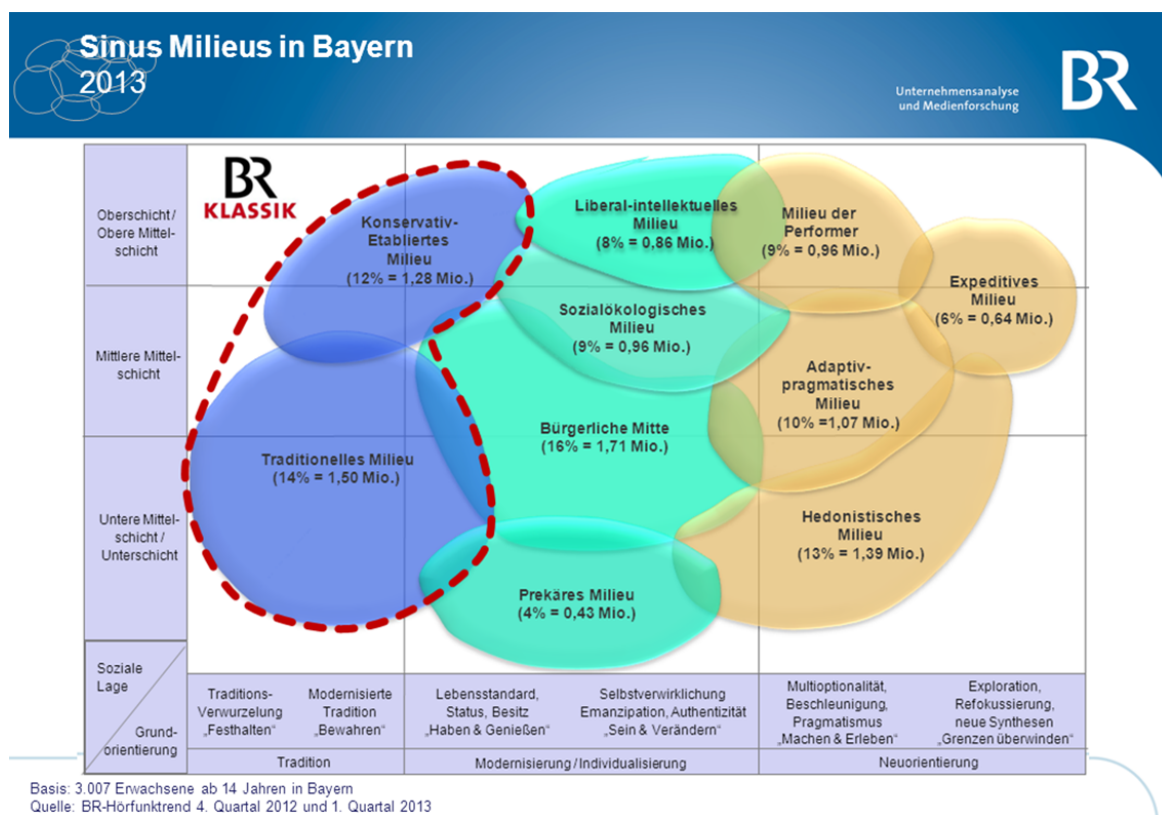 Sinus Milieus in Bayern
2013
Unternehmensanalyse
und Medienforschung
BR
BR
KLASSIK
Oberschicht /
Obere Mittel-
schicht
Mittlere Mittel-
schicht
Untere Mittel-
schicht /
Unterschicht
Konservativ-
Etabliertes
Milieu
(12% = 1,28 Mio.)
Liberal-intellektuelles
Milieu
(8% = 0,86 Mio.)
Milieu der
Performer
(9% = 0,96 Mio.)
Expeditives
Milieu
(6% = 0,64 Mio.)
Sozialökologisches
Milieu
(9% = 0,96 Mio.)
Adaptiv-
pragmatisches
Milieu
(10% =1,07 Mio.)
Bürgerliche Mitte
(16% = 1,71 Mio.)
Traditionelles Milieu
(14% = 1,50 Mio.)
Hedonistisches
Milieu
(13% = 1,39 Mio.)
Prekäres Milieu
(4% = 0,43 Mio.)
Soziale
Lage
Grund-
orientierung
Traditions-
Verwurzelung
„Festhalten“
Modernisierte
Tradition
„Bewahren“
Lebensstandard,
Status, Besitz
„Haben & Genießen“
Selbstverwirklichung
Emanzipation, Authentizität
„Sein & Verändern“
Multioptionalität,
Beschleunigung,
Pragmatismus
„Machen & Erleben“
Exploration,
Refokussierung,
neue Synthesen
„Grenzen überwinden“
Tradition
Modernisierung / Individualisierung
Neuorientierung
Basis: 3.007 Erwachsene ab 14 Jahren in Bayern
Quelle: BR-Hörfunktrend 4. Quartal 2012 und 1. Quartal 2013